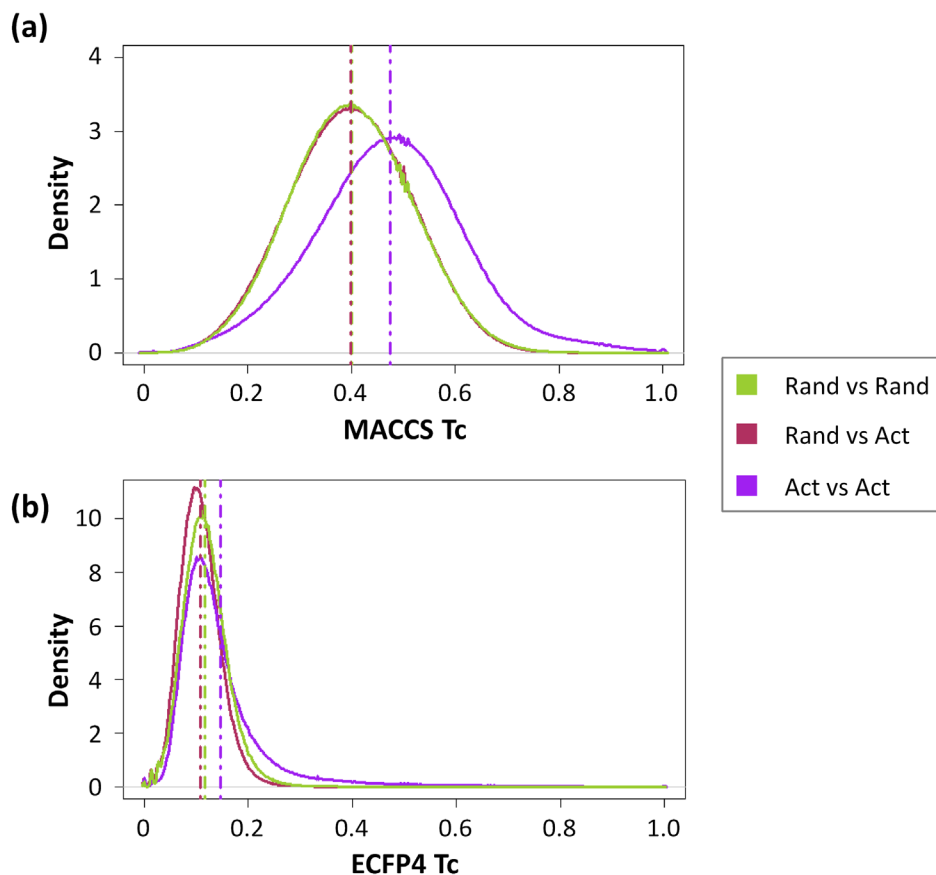 (a)
4
3
2
1
0
Density
0 0.2 0.4 0.6 0.8 1.0
MACCS Tc
Rand vs Rand
Rand vs Act
Act vs Act
(b)
10
8
6
4
2
0
Density
0 0.2 0.4 0.6 0.8 1.0
ECFP4 Tc